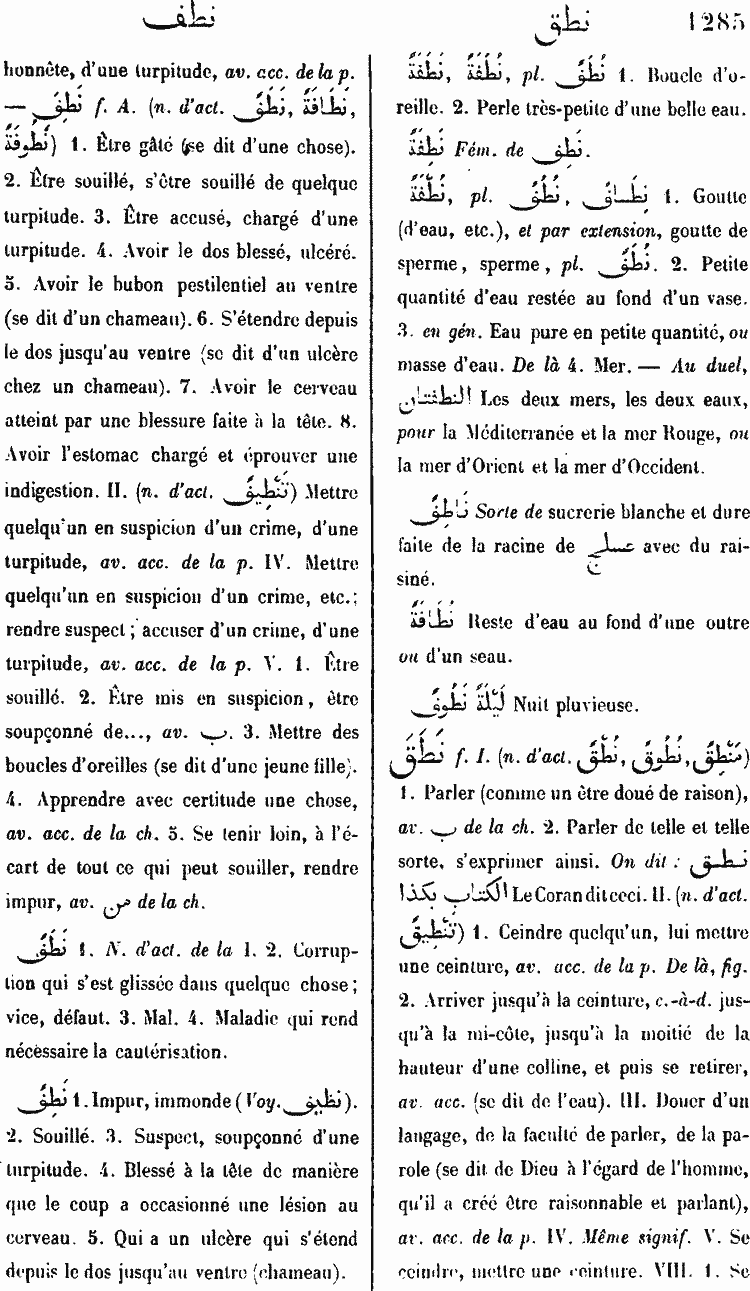 نطف
نطق
1285
honnête, d'une turpitude, av. acc. de la p.
— نَطِفَ f. A. (n. d'act. نَطَفٌ, نَطَافَةٌ,
نُطُوفَةٌ) 1. Être gâté (se dit d'une chose).
2. Être souillé, s'être souillé de quelque
turpitude. 3. Être accusé, chargé d'une
turpitude. 4. Avoir le dos blessé, ulcéré.
5. Avoir le bubon pestilentiel au ventre
(se dit d'un chameau). 6. S'étendre depuis
le dos jusqu'au ventre (se dit d'un ulcère
chez un chameau). 7. Avoir le cerveau
atteint par une blessure faite à la tête. 8.
Avoir l'estomac chargé et éprouver une
indigestion. II. (n. d'act. تَنْطِيفٌ) Mettre
quelqu'un en suspicion d'un crime, d'une
turpitude, av. acc. de la p. IV. Mettre
quelqu'un en suspicion d'un crime, etc.;
rendre suspect; accuser d'un crime, d'une
turpitude, av. acc. de la p. V. 1. Être
souillé. 2. Être mis en suspicion, être
soupçonné de..., av. ب. 3. Mettre des
boucles d'oreilles (se dit d'une jeune fille).
4. Apprendre avec certitude une chose,
av. acc. de la ch. 5. Se tenir loin, à l'é-
cart de tout ce qui peut souiller, rendre
impur, av. من de la ch.
نَطَفٌ 1. N. d'act. de la I. 2. Corrup-
tion qui s'est glissée dans quelque chose;
vice, défaut. 3. Mal. 4. Maladie qui rend
nécessaire la cautérisation.
نَطِفٌ 1. Impur, immonde (Voy. نظيف).
2. Souillé. 3. Suspect, soupçonné d'une
turpitude. 4. Blessé à la tête de manière
que le coup a occasionné une lésion au
cerveau. 5. Qui a un ulcère qui s'étend
depuis le dos jusqu'au ventre (chameau).
نَطَفَةٌ, نُطَفَةٌ, pl. نُطَفٌ 1. Boucle d'o-
reille. 2. Perle très-petite d'une belle eau.
نَطِفَةٌ Fém. de نَطِف.
نُطْفَةٌ, pl. نُطَفٌ, نِطَافٌ 1. Goutte
(d'eau, etc.), et par extension, goutte de
sperme, sperme, pl. نُطَفٌ. 2. Petite
quantité d'eau restée au fond d'un vase.
3. en gén. Eau pure en petite quantité, ou
masse d'eau. De là 4. Mer. — Au duel,
النطفتان Les deux mers, les deux eaux,
pour la Méditerranée et la mer Rouge, ou
la mer d'Orient et la mer d'Occident.
نَاطِفٌ Sorte de sucrerie blanche et dure
faite de la racine de عسلج avec du rai-
siné.
نُطَافَةٌ Reste d'eau au fond d'une outre
ou d'un seau.
لَيْلَةٌ نَطُوفٌ Nuit pluvieuse.
نَطَقَ f. I. (n. d'act. نُطْقٌ, نُطُوقٌ, مَنْطِقٌ)
1. Parler (comme un être doué de raison),
av. ب de la ch. 2. Parler de telle et telle
sorte, s'exprimer ainsi. On dit: نطق
الكتاب بكذا Le Coran dit ceci. II. (n. d'act.
تَنْطِيقٌ) 1. Ceindre quelqu'un, lui mettre
une ceinture, av. acc. de la p. De là, fig.
2. Arriver jusqu'à la ceinture, c.-à-d. jus-
qu'à la mi-côte, jusqu'à la moitié de la
hauteur d'une colline, et puis se retirer,
av. acc. (se dit de l'eau). III. Douer d'un
langage, de la faculté de parler, de la pa-
role (se dit de Dieu à l'égard de l'homme,
qu'il a créé être raisonnable et parlant),
av. acc. de la p. IV. Même signif. V. Se
ceindre, mettre une ceinture. VIII. 1. Se